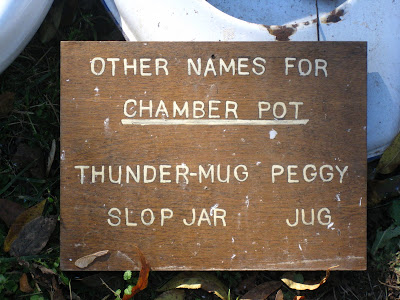 OTHER NAMES FOR
CHAMBER POT
THUNDER-MUG PEGGY
SLOP JAR JUG